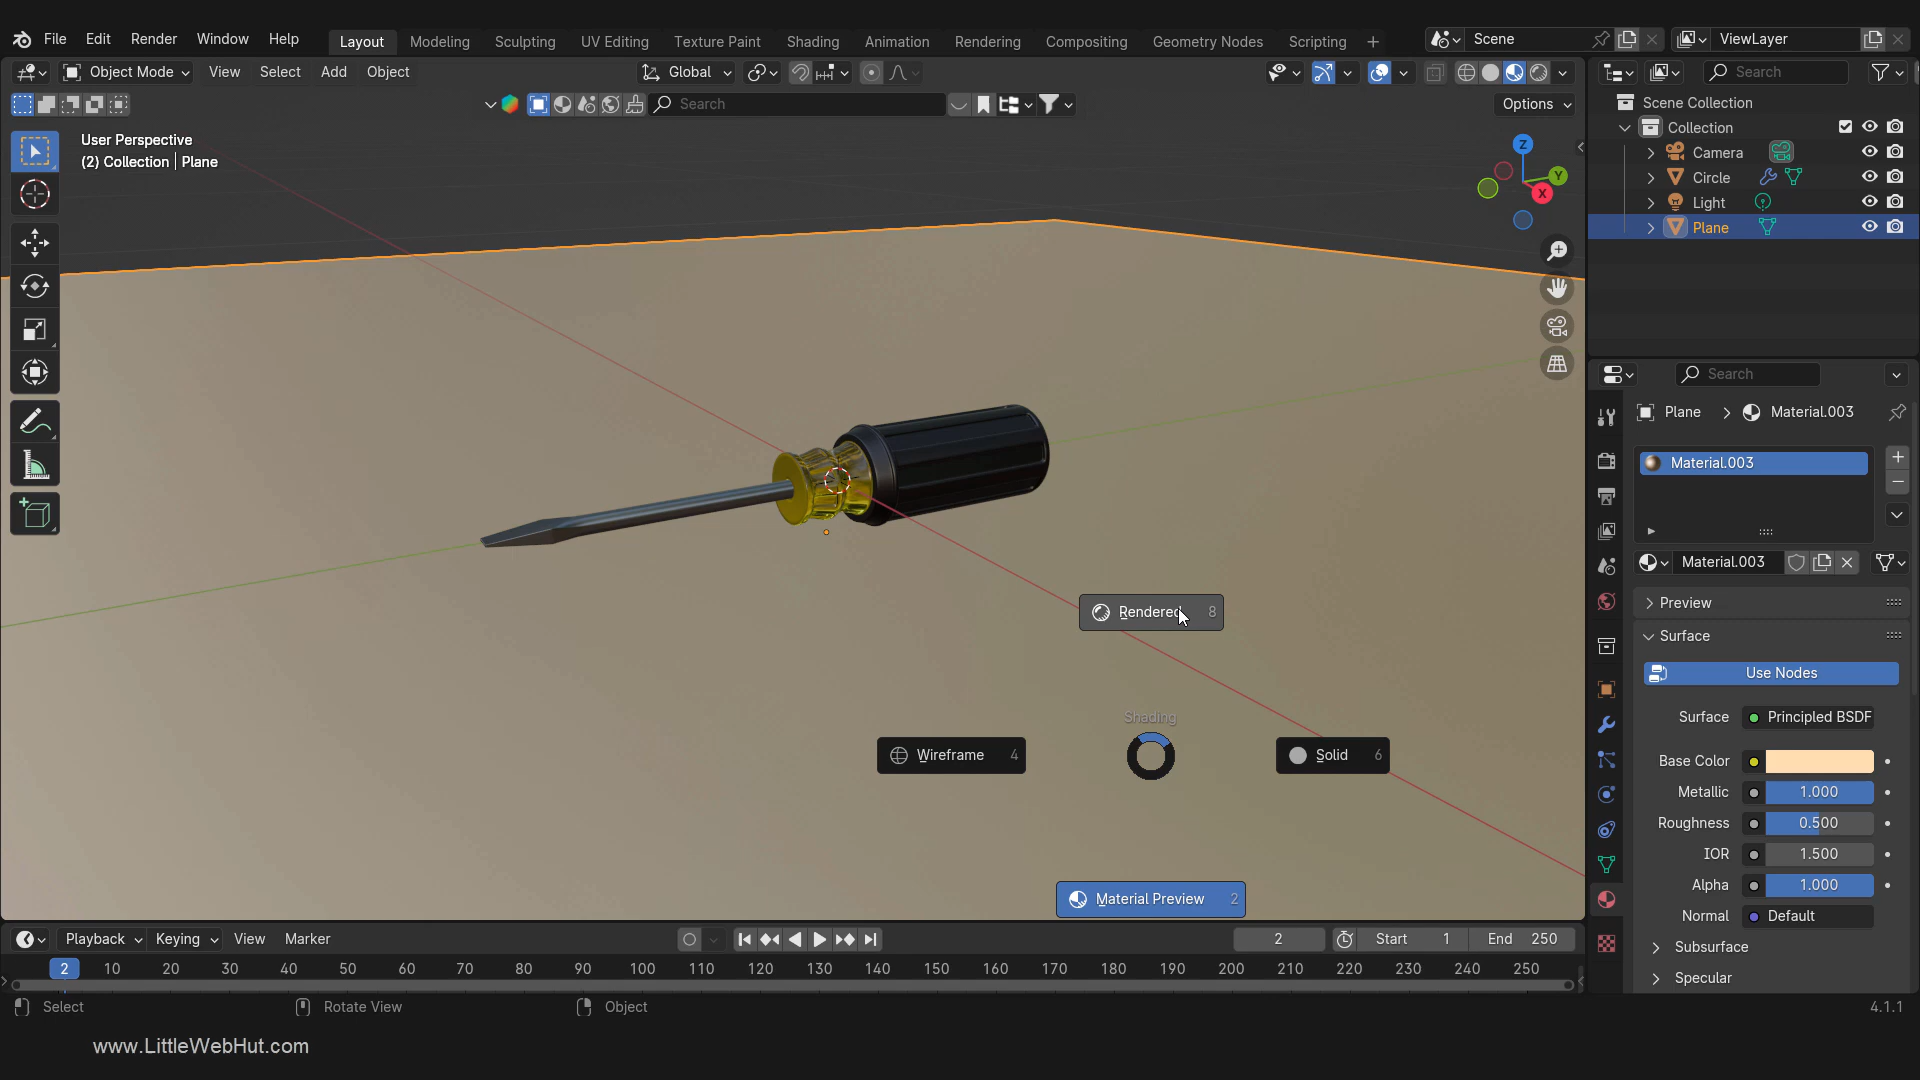 File Edit Render Window Help Layout Modeling Sculpting UV Editing Texture Paint Shading Animation Rendering Compositing Geometry Nodes Scripting + Scene ViewLayer
Object Mode View Select Add Object Global Search
Search Options
User Perspective
(2) Collection | Plane
Z
Y
X
Scene Collection
Collection
Camera
Circle
Light
Plane
Search
Plane > Material.003
Material.003
Material.003
Preview
Surface
Use Nodes
Surface Principled BSDF
Base Color
Metallic 1.000
Roughness 0.500
IOR 1.500
Alpha 1.000
Normal Default
Subsurface
Specular
Rendered 8
Shading
Wireframe 4
Solid 6
Material Preview 2
Playback Keying View Marker 2 Start 1 End 250
2 10 20 30 40 50 60 70 80 90 100 110 120 130 140 150 160 170 180 190 200 210 220 230 240 250
Select Rotate View Object 4.1.1
www.LittleWebHut.com